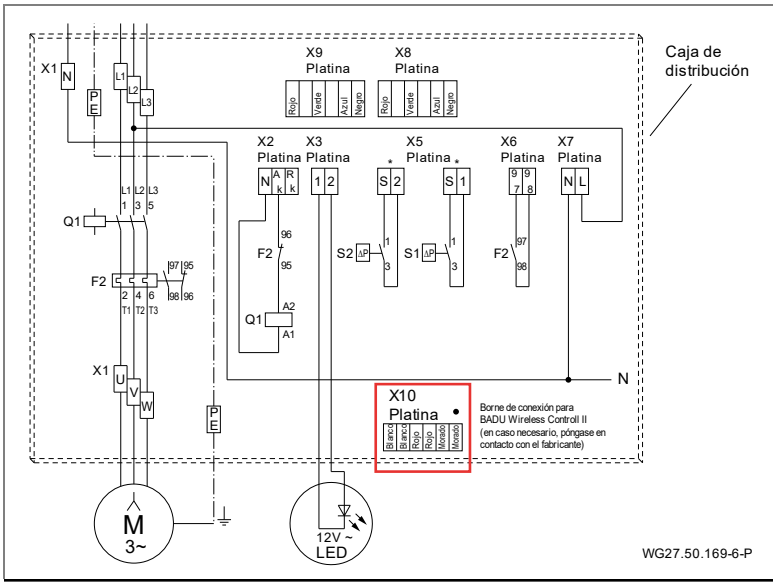 X9
Platina
X8
Platina
Rojo
Verde
Azul
Negro
Rojo
Verde
Azul
Negro
Caja de
distribución
X1
N
PE
L1
L2
L3
X2
Platina
X3
Platina
X5
Platina
X6
Platina
X7
Platina
N
A
k
R
k
1 2
*
S 2
*
S 1
9
7
9
8
N L
L1 L2 L3
1 3 5
Q1
F2
97 95
98 96
2 4 6
T1 T2 T3
96
F2
95
Q1
A2
A1
S2
ΔP
1
3
S1
ΔP
1
3
97
F2
98
X1
U
V
W
PE
N
X10
Platina
Blanco
Blanco
Rojo
Rojo
Morado
Morado
Borne de conexión para
BADU Wireless Controll II
(en caso necesario, póngase en
contacto con el fabricante)
M
3~
12V ~
LED
WG27.50.169-6-P